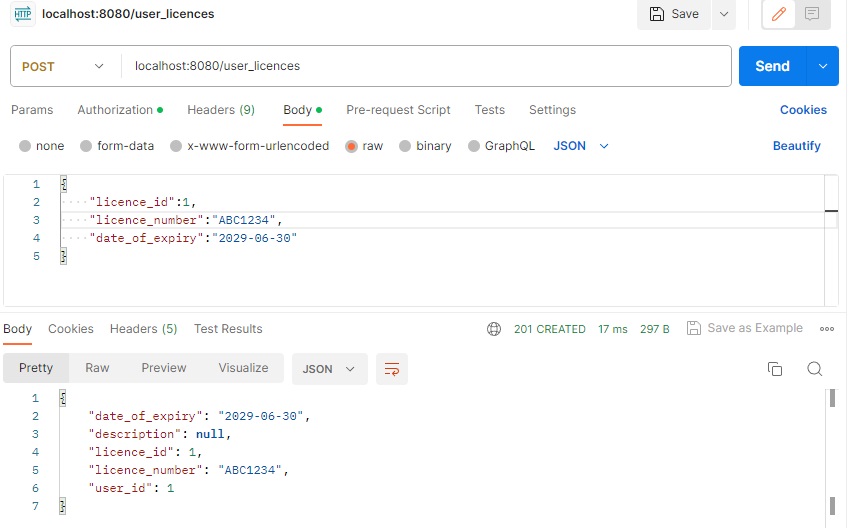 HTTP localhost:8080/user_licences Save
POST localhost:8080/user_licences Send
Params Authorization Headers (9) Body Pre-request Script Tests Settings Cookies
none form-data x-www-form-urlencoded raw binary GraphQL JSON Beautify
1 {
2 ····"licence_id":1,
3 ····"licence_number":"ABC1234",
4 ····"date_of_expiry":"2029-06-30"
5 }
Body Cookies Headers (5) Test Results 201 CREATED 17 ms 297 B Save as Example
Pretty Raw Preview Visualize JSON
1 {
2     "date_of_expiry": "2029-06-30",
3     "description": null,
4     "licence_id": 1,
5     "licence_number": "ABC1234",
6     "user_id": 1
7 }